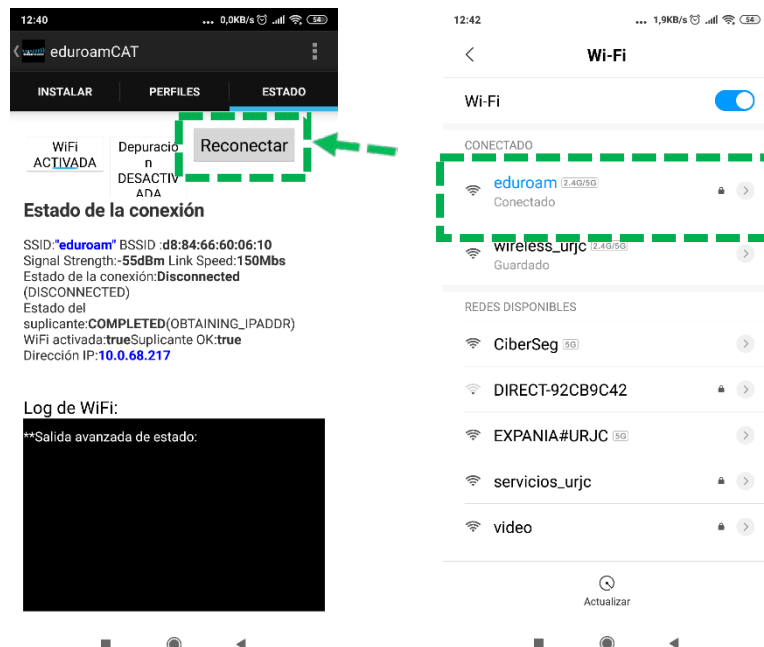 12:40
... 0,0KB/s 54
eduroamCAT
INSTALAR PERFILES ESTADO
WiFi
ACTIVADA
Depuració
n
DESACTIV
ADA
Reconectar
Estado de la conexión
SSID:"eduroam" BSSID :d8:84:66:60:06:10
Signal Strength:-55dBm Link Speed:150Mbs
Estado de la conexión:Disconnected
(DISCONNECTED)
Estado del
suplicante:COMPLETED(OBTAINING_IPADDR)
WiFi activada:trueSuplicante OK:true
Dirección IP:10.0.68.217
Log de WiFi:
**Salida avanzada de estado:
12:42
... 1,9KB/s 54
Wi-Fi
Wi-Fi
CONECTADO
eduroam 2.4G/5G
Conectado
wireless_urjc 2.4G/5G
Guardado
REDES DISPONIBLES
CiberSeg 5G
DIRECT-92CB9C42
EXPANIA#URJC 5G
servicios_urjc
video
Actualizar